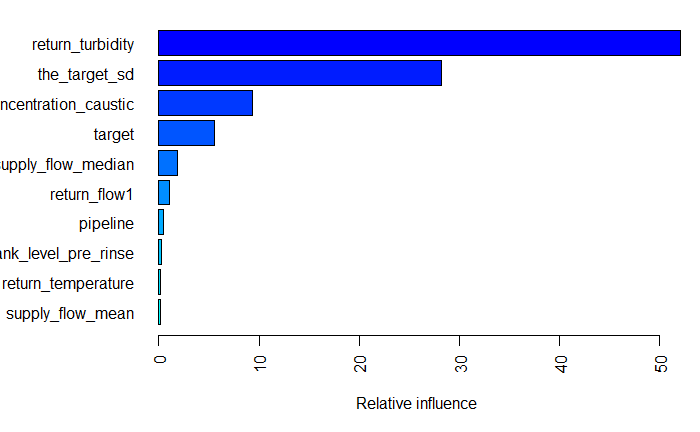 return_turbidity
the_target_sd
ncentration_caustic
target
supply_flow_median
return_flow1
pipeline
ank_level_pre_rinse
return_temperature
supply_flow_mean
0 10 20 30 40 50
Relative influence